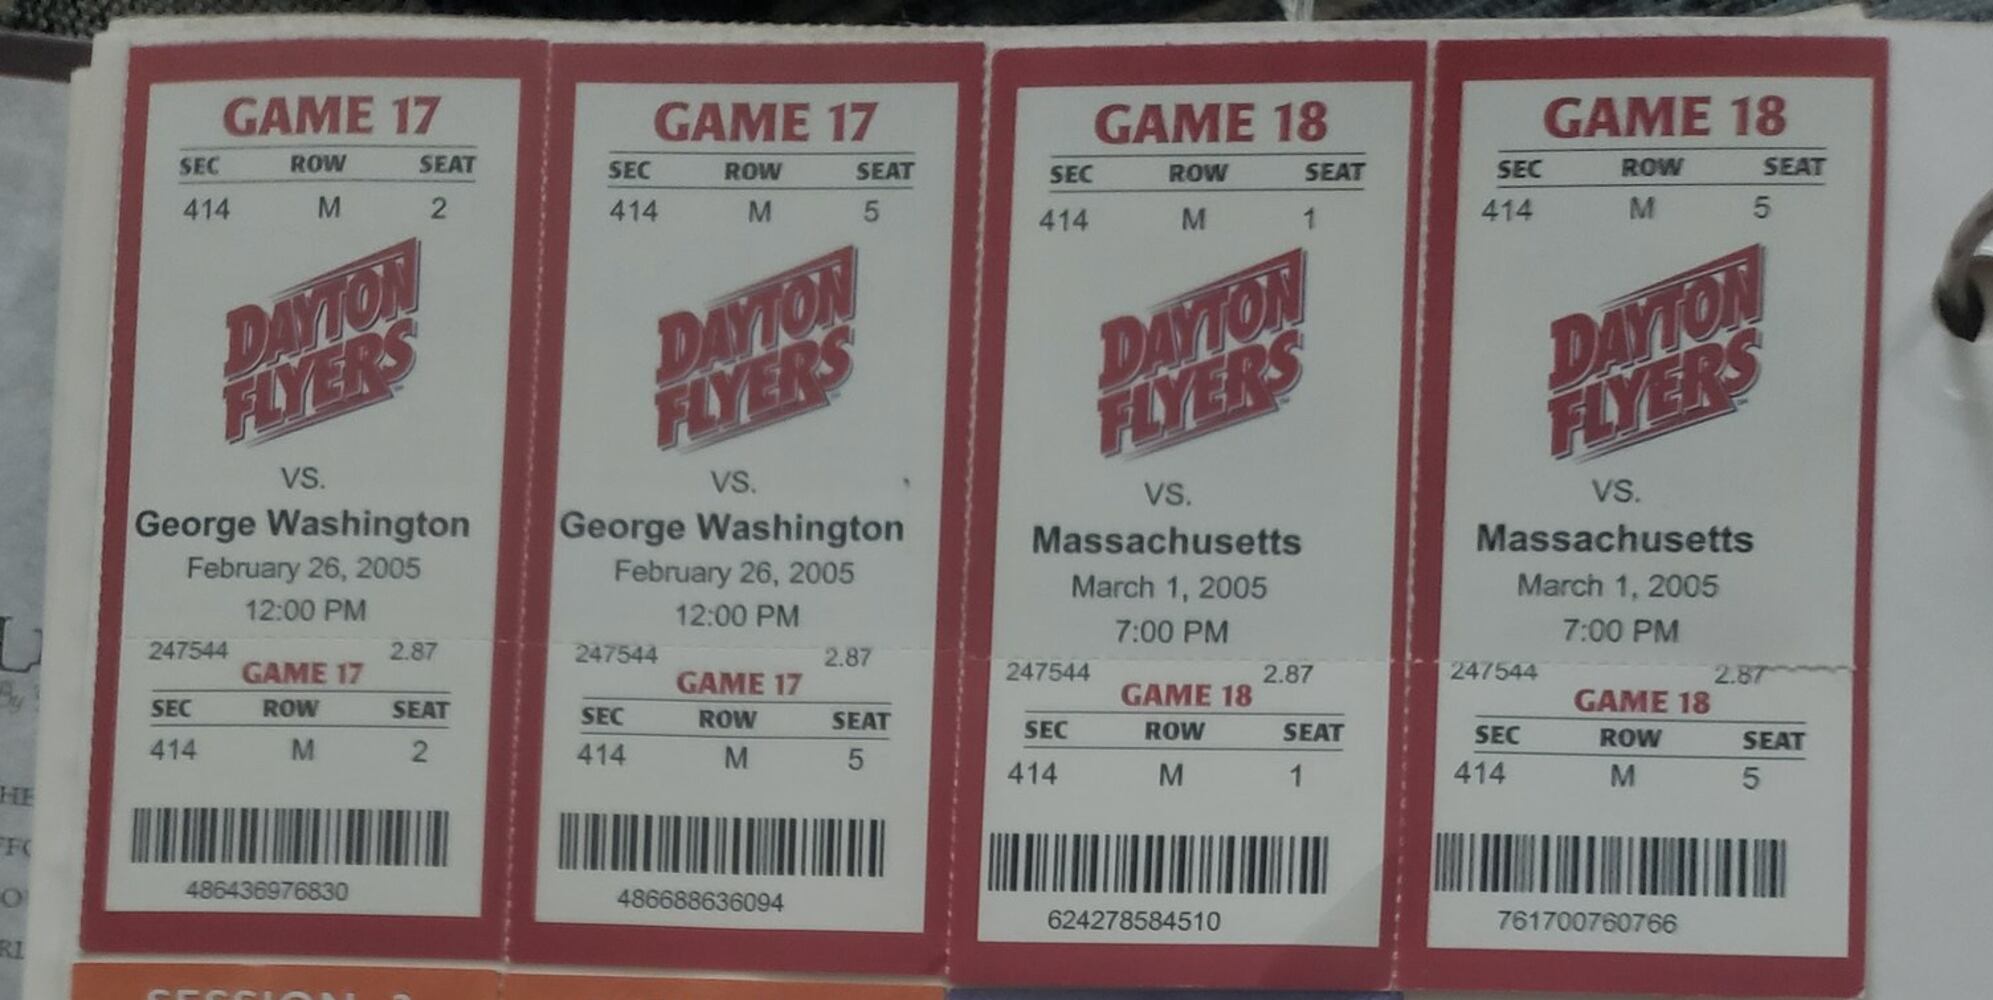 GAME 17
SEC ROW SEAT
414 M 2
DAYTON
FLYERS
VS.
George Washington
February 26, 2005
12:00 PM
247544 2.87
GAME 17
SEC ROW SEAT
414 M 2
486436976830
GAME 17
SEC ROW SEAT
414 M 5
DAYTON
FLYERS
VS.
George Washington
February 26, 2005
12:00 PM
247544 2.87
GAME 17
SEC ROW SEAT
414 M 5
486688636094
GAME 18
SEC ROW SEAT
414 M 1
DAYTON
FLYERS
VS.
Massachusetts
March 1, 2005
7:00 PM
247544 2.87
GAME 18
SEC ROW SEAT
414 M 1
624278584510
GAME 18
SEC ROW SEAT
414 M 5
DAYTON
FLYERS
VS.
Massachusetts
March 1, 2005
7:00 PM
247544 2.87
GAME 18
SEC ROW SEAT
414 M 5
761700760766
SESSION